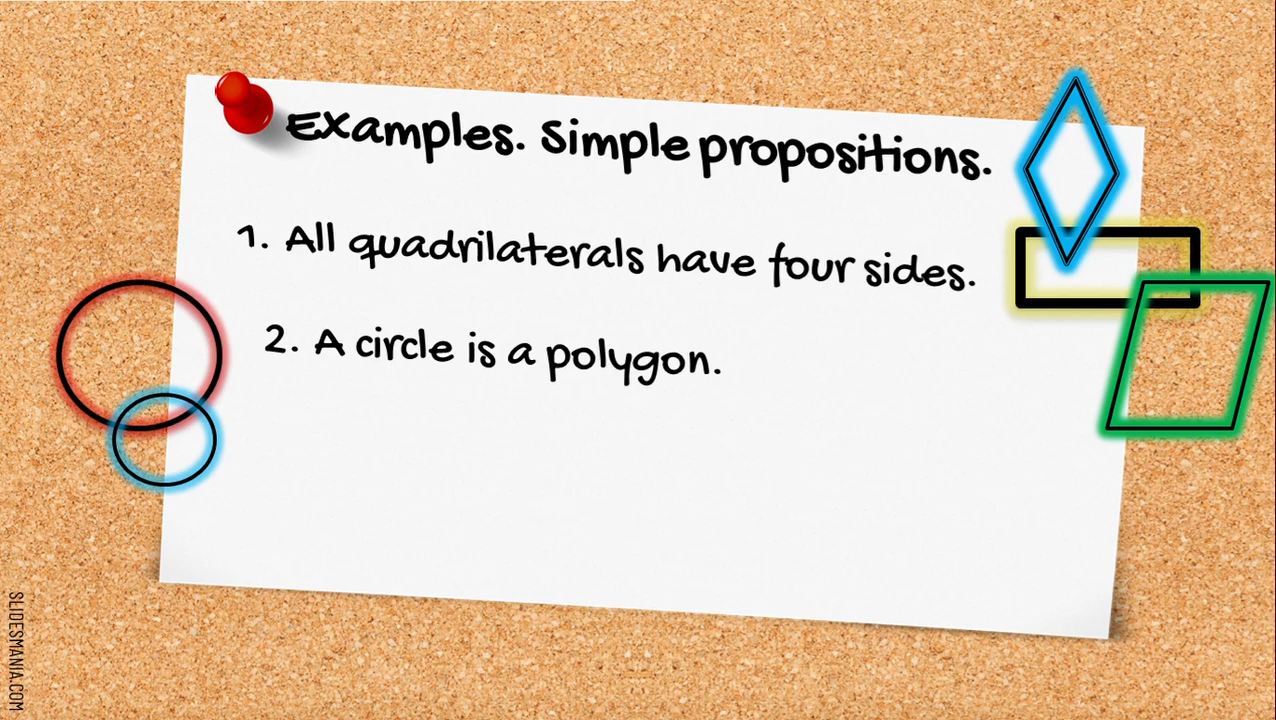 Examples. Simple propositions.
1. All quadrilaterals have four sides.
2. A circle is a polygon.
SLIDESMANIA.COM